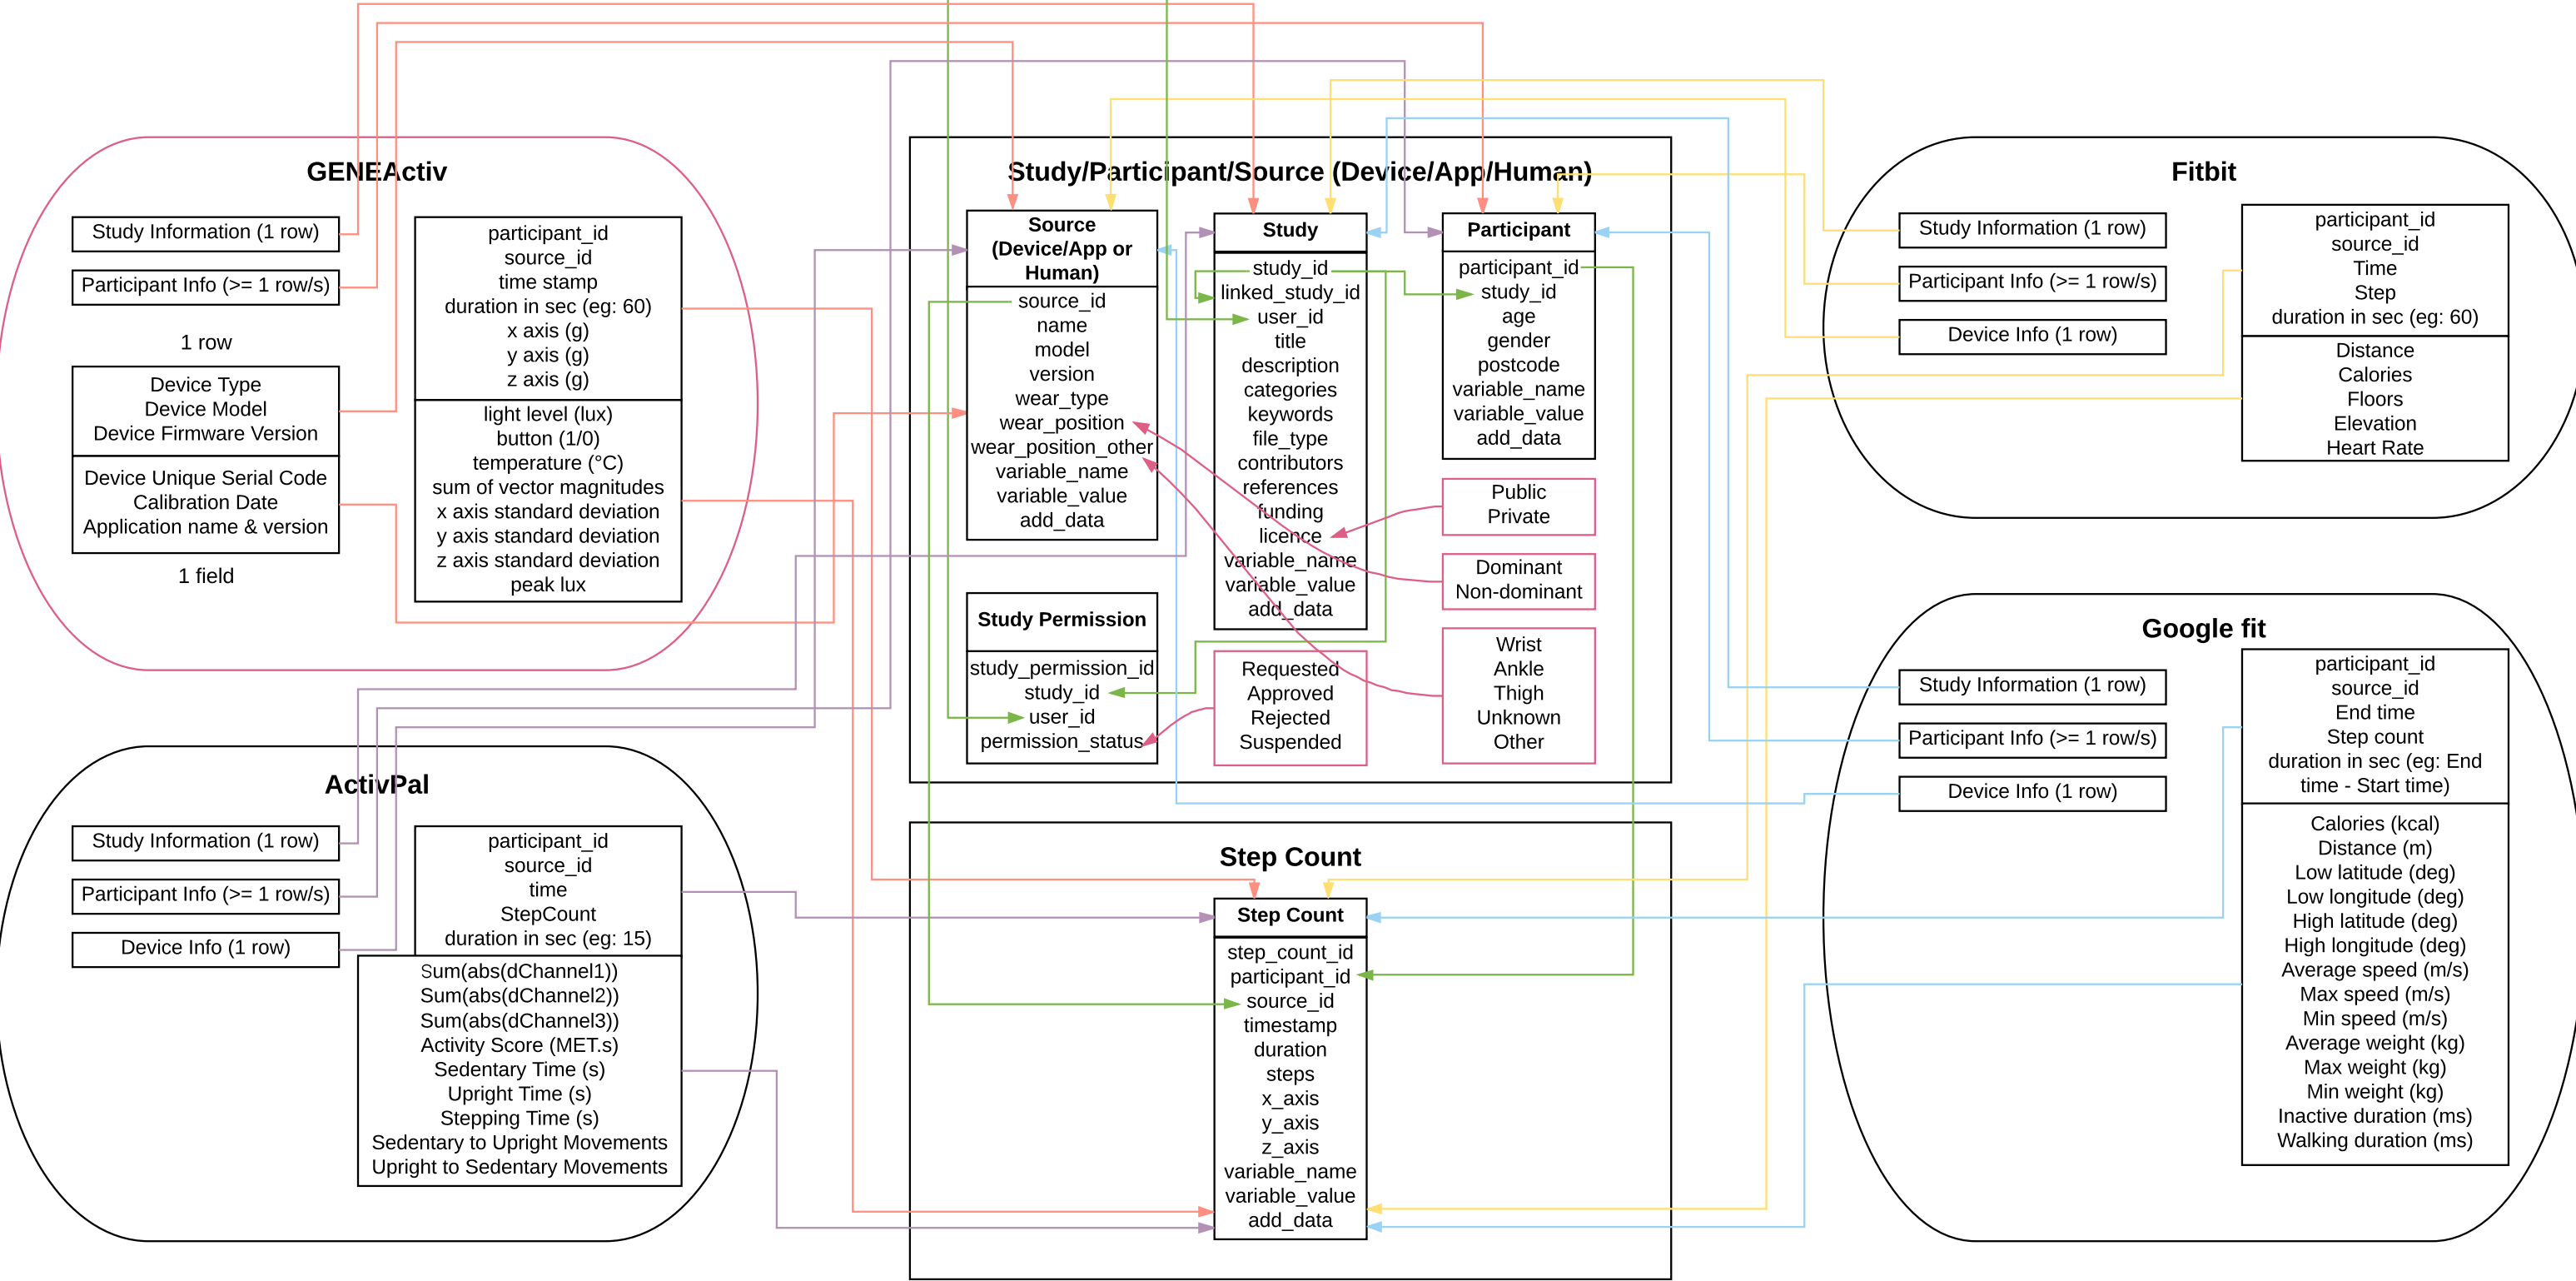 GENEActiv
Study Information (1 row)
Participant Info (>= 1 row/s)
1 row
Device Type
Device Model
Device Firmware Version
Device Unique Serial Code
Calibration Date
Application name & version
1 field
participant_id
source_id
time stamp
duration in sec (eg: 60)
x axis (g)
y axis (g)
z axis (g)
light level (lux)
button (1/0)
temperature (°C)
sum of vector magnitudes
x axis standard deviation
y axis standard deviation
z axis standard deviation
peak lux
ActivPal
Study Information (1 row)
Participant Info (>= 1 row/s)
Device Info (1 row)
participant_id
source_id
time
StepCount
duration in sec (eg: 15)
Sum(abs(dChannel1))
Sum(abs(dChannel2))
Sum(abs(dChannel3))
Activity Score (MET.s)
Sedentary Time (s)
Upright Time (s)
Stepping Time (s)
Sedentary to Upright Movements
Upright to Sedentary Movements
Study/Participant/Source (Device/App/Human)
Source
(Device/App or
Human)
source_id
name
model
version
wear_type
wear_position
wear_position_other
variable_name
variable_value
add_data
Study
study_id
linked_study_id
user_id
title
description
categories
keywords
file_type
contributors
references
funding
licence
variable_name
variable_value
add_data
Participant
participant_id
study_id
age
gender
postcode
variable_name
variable_value
add_data
Public
Private
Dominant
Non-dominant
Wrist
Ankle
Thigh
Unknown
Other
Study Permission
study_permission_id
study_id
user_id
permission_status
Requested
Approved
Rejected
Suspended
Step Count
Step Count
step_count_id
participant_id
source_id
timestamp
duration
steps
x_axis
y_axis
z_axis
variable_name
variable_value
add_data
Fitbit
Study Information (1 row)
Participant Info (>= 1 row/s)
Device Info (1 row)
participant_id
source_id
Time
Step
duration in sec (eg: 60)
Distance
Calories
Floors
Elevation
Heart Rate
Google fit
Study Information (1 row)
Participant Info (>= 1 row/s)
Device Info (1 row)
participant_id
source_id
End time
Step count
duration in sec (eg: End
time - Start time)
Calories (kcal)
Distance (m)
Low latitude (deg)
Low longitude (deg)
High latitude (deg)
High longitude (deg)
Average speed (m/s)
Max speed (m/s)
Min speed (m/s)
Average weight (kg)
Max weight (kg)
Min weight (kg)
Inactive duration (ms)
Walking duration (ms)